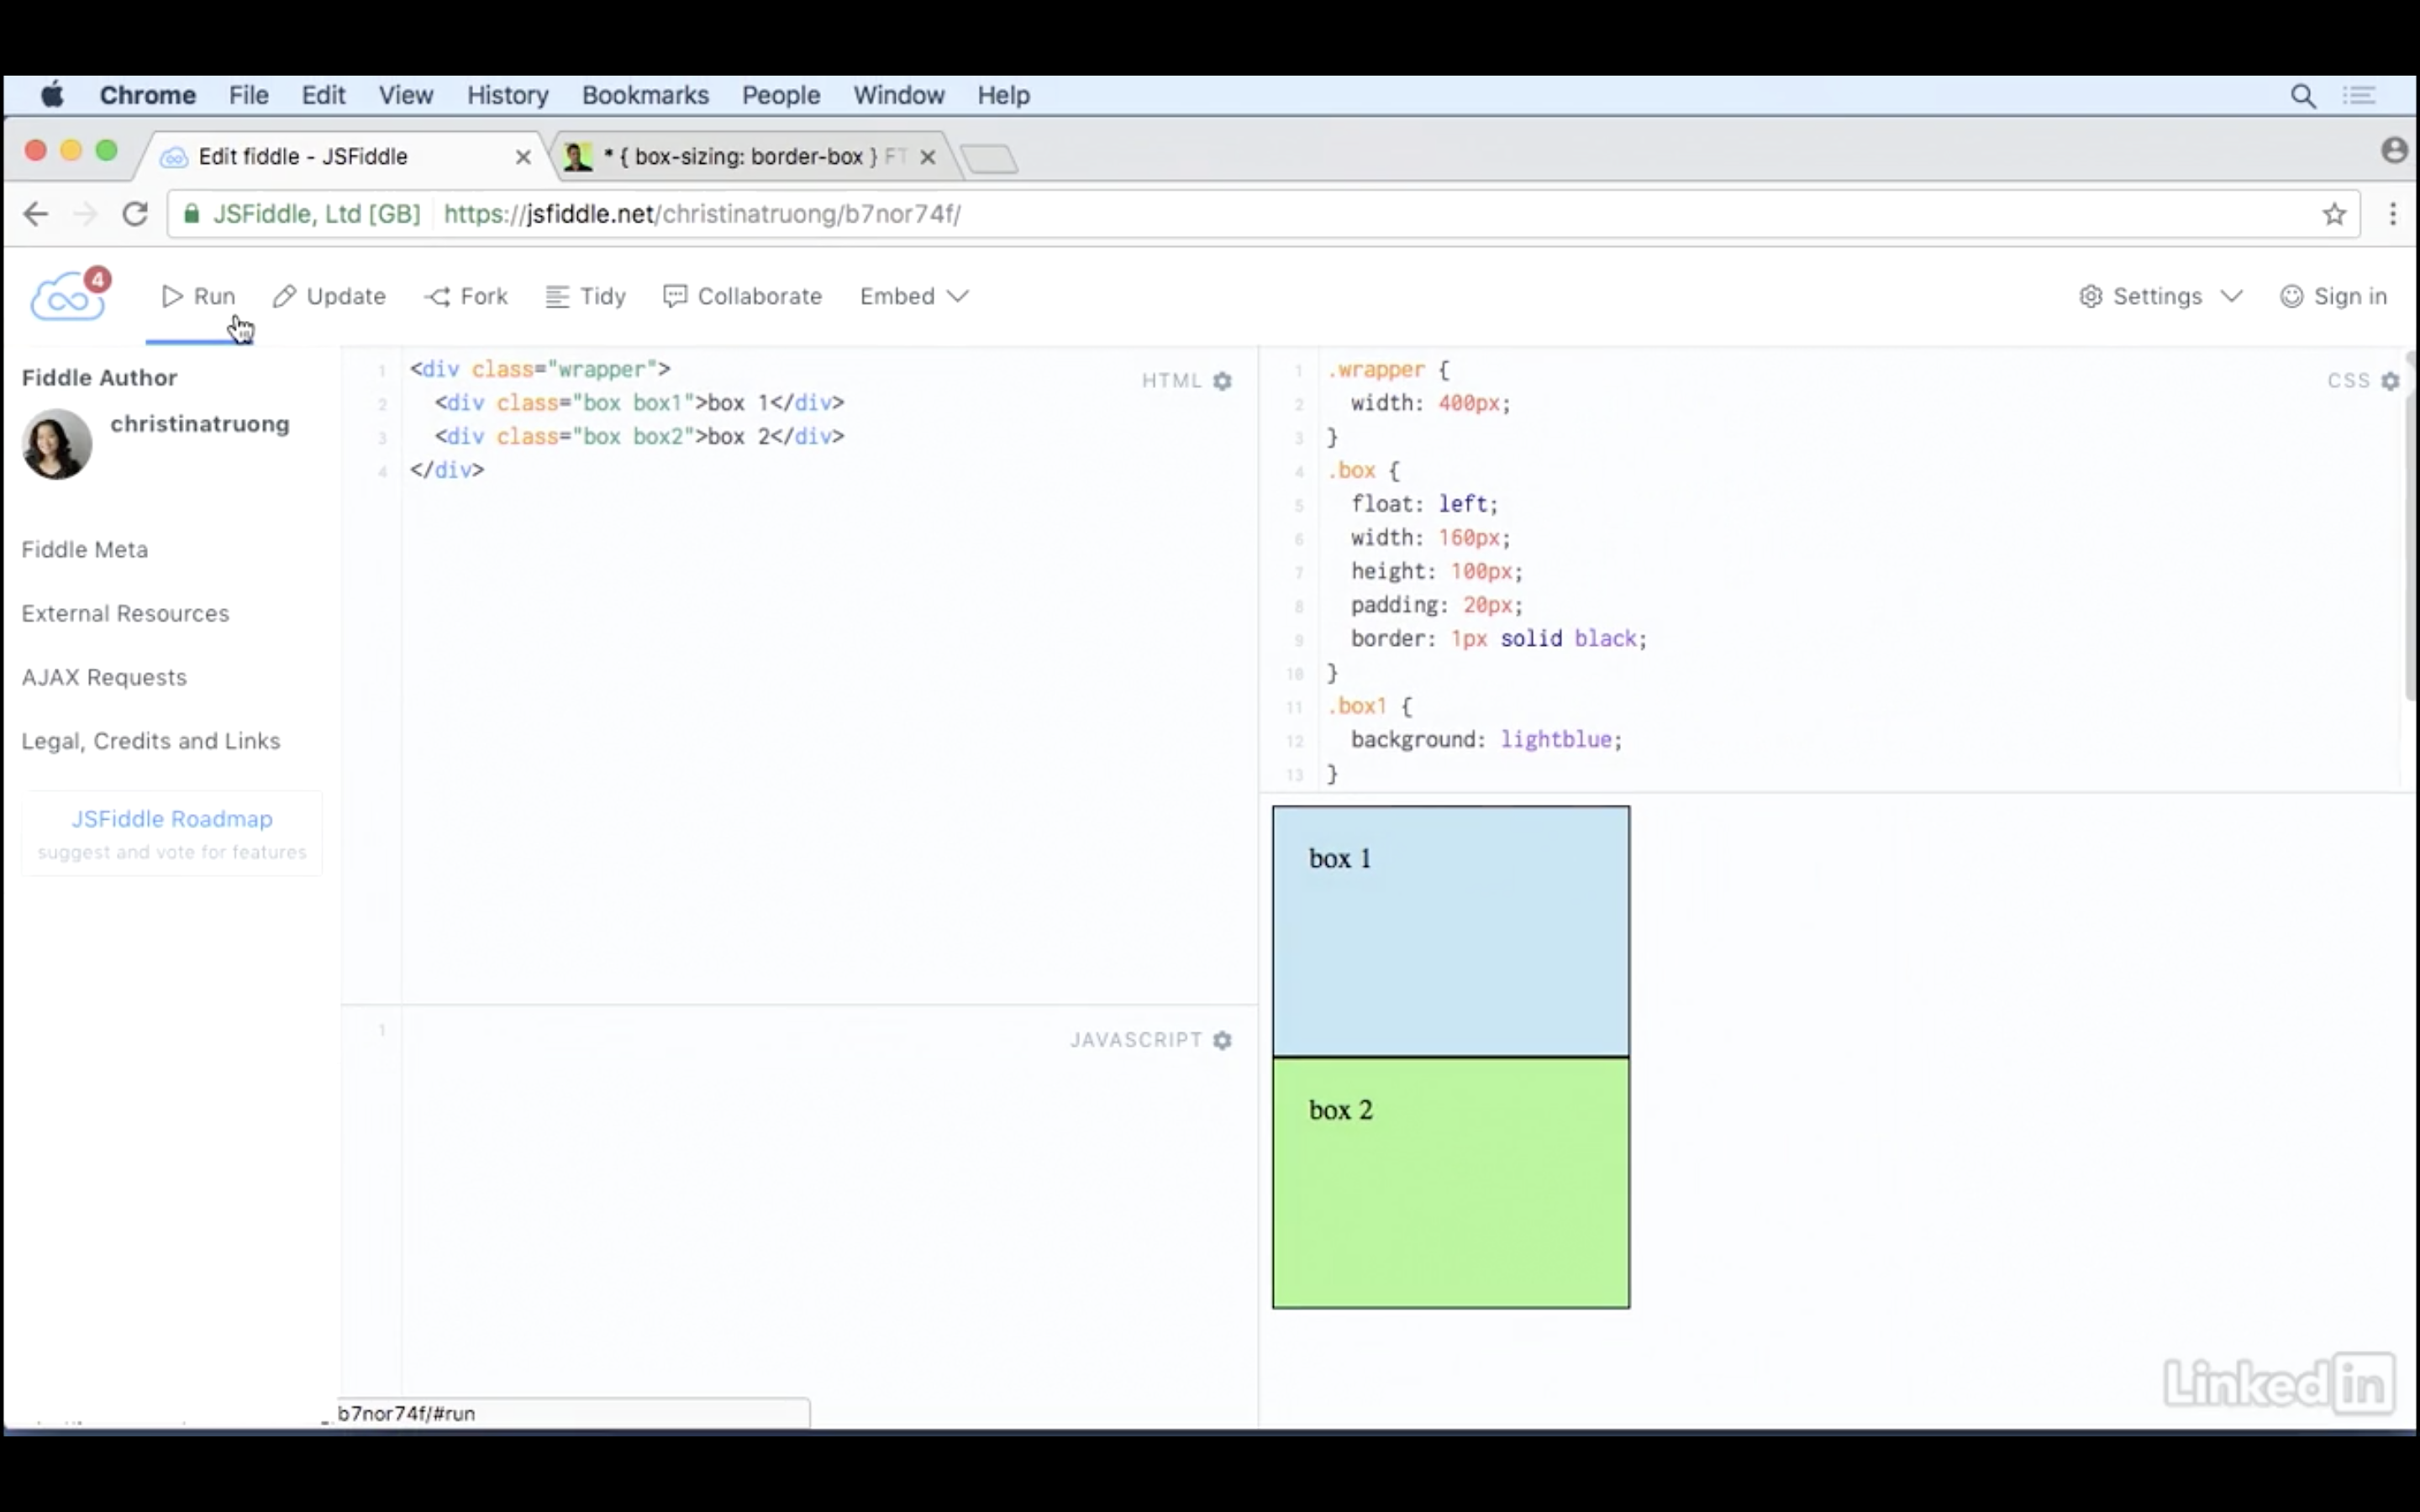 Chrome File Edit View History Bookmarks People Window Help
Edit fiddle - JSFiddle
* { box-sizing: border-box } FT
JSFiddle, Ltd [GB] https://jsfiddle.net/christinatruong/b7nor74f/
4
Run Update Fork Tidy Collaborate Embed Settings Sign in
Fiddle Author
christinatruong
Fiddle Meta
External Resources
AJAX Requests
Legal, Credits and Links
JSFiddle Roadmap
suggest and vote for features
HTML
1 <div class="wrapper">
2 <div class="box box1">box 1</div>
3 <div class="box box2">box 2</div>
4 </div>
JAVASCRIPT
1
b7nor74f/#run
CSS
1 .wrapper {
2 width: 400px;
3 }
4 .box {
5 float: left;
6 width: 160px;
7 height: 100px;
8 padding: 20px;
9 border: 1px solid black;
10 }
11 .box1 {
12 background: lightblue;
13 }
box 1
box 2
Linked in